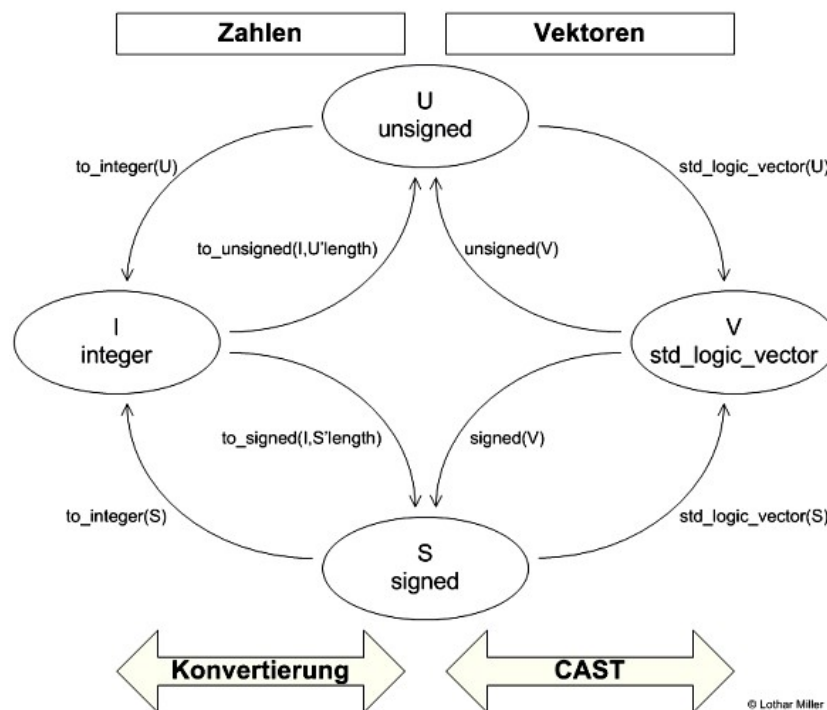 Zahlen
Vektoren
U
unsigned
to_integer(U)
std_logic_vector(U)
to_unsigned(I,U'length)
unsigned(V)
I
integer
V
std_logic_vector
to_signed(I,S'length)
signed(V)
to_integer(S)
std_logic_vector(S)
S
signed
Konvertierung
CAST
© Lothar Miller